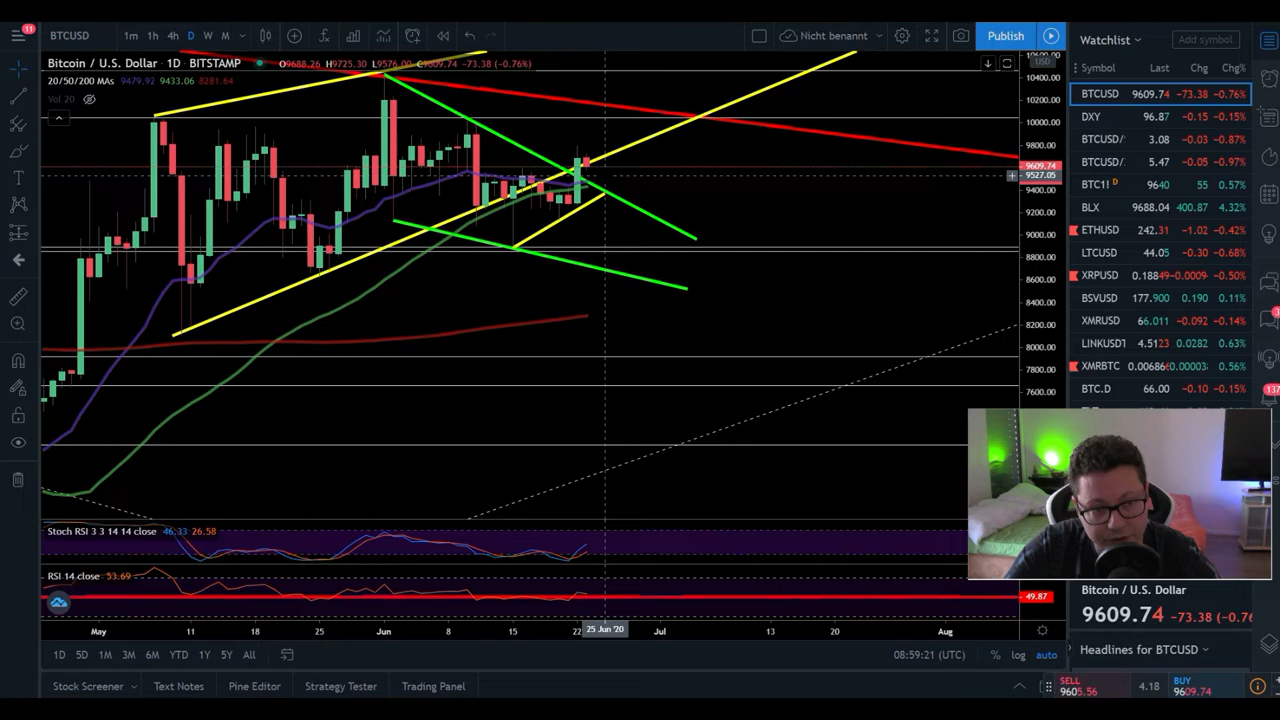 11
BTCUSD
1m 1h 4h D W M
Nicht benannt
Publish
Watchlist
Add symbol
Bitcoin / U.S. Dollar · 1D · BITSTAMP
O9688.26 H9725.30 L9576.00 C9609.74 -73.38 (-0.76%)
20/50/200 MAs 9479.92 9433.06 8281.64
Vol 20
USD
Symbol Last Chg Chg%
BTCUSD 9609.74 -73.38 -0.76%
DXY 96.87 -0.15 -0.15%
BTCUSD/ 3.08 -0.03 -0.87%
BTCUSD/ 5.47 -0.05 -0.97%
BTC1! D 9640 55 0.57%
BLX 9688.04 400.87 4.32%
ETHUSD 242.31 -1.02 -0.42%
LTCUSD 44.05 -0.30 -0.68%
XRPUSD 0.18849 -0.0009 -0.50%
BSVUSD 177.900 0.190 0.11%
XMRUSD 66.011 -0.092 -0.14%
LINKUSDT 4.5123 0.0282 0.63%
XMRBTC 0.00686 0.00003 0.56%
BTC.D 66.00 -0.10 -0.15%
137
10400.00
10200.00
10000.00
9800.00
9609.74
9527.05
9400.00
9200.00
9000.00
8800.00
8600.00
8400.00
8200.00
8000.00
7800.00
7600.00
Stoch RSI 3 3 14 14 close 46.33 26.58
RSI 14 close 53.69
49.87
May 11 18 25 Jun 8 15 22 25 Jun '20 Jul 13 20 Aug
1D 5D 1M 3M 6M YTD 1Y 5Y All
08:59:21 (UTC) % log auto
Stock Screener Text Notes Pine Editor Strategy Tester Trading Panel
Bitcoin / U.S. Dollar
9609.74 -73.38 (-0.76%
Headlines for BTCUSD
SELL
9605.56
4.18
BUY
9609.74